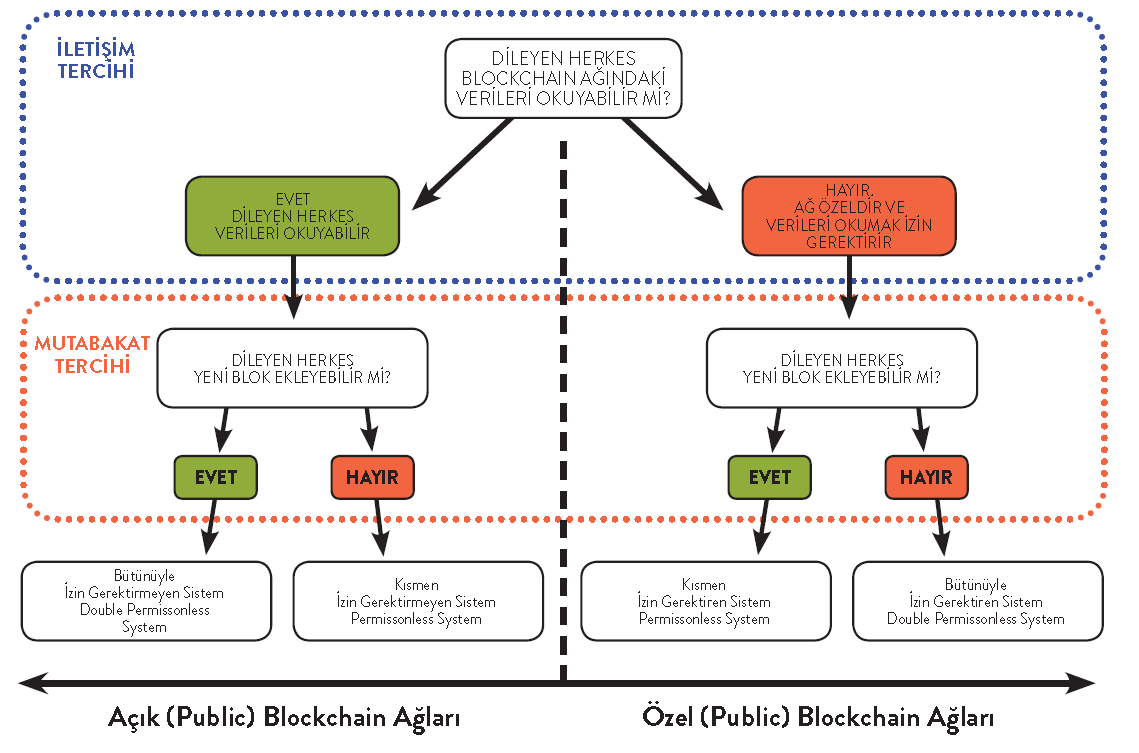 İLETİŞİM
TERCİHİ
DİLEYEN HERKES
BLOCKCHAIN AĞINDAKİ
VERİLERİ OKUYABİLİR Mİ?
EVET
DİLEYEN HERKES
VERİLERİ OKUYABİLİR
HAYIR
AĞ ÖZELDİR VE
VERİLERİ OKUMAK İZİN
GEREKTİRİR
MUTABAKAT
TERCİHİ
DİLEYEN HERKES
YENİ BLOK EKLEYEBİLİR Mİ?
DİLEYEN HERKES
YENİ BLOK EKLEYEBİLİR Mİ?
EVET
HAYIR
EVET
HAYIR
Bütünüyle
İzin Gerektirmeyen Sistem
Double Permissonless
System
Kısmen
İzin Gerektirmeyen Sistem
Permissonless System
Kısmen
İzin Gerektiren Sistem
Permissonless System
Bütünüyle
İzin Gerektiren Sistem
Double Permissonless System
Açık (Public) Blockchain Ağları
Özel (Public) Blockchain Ağları